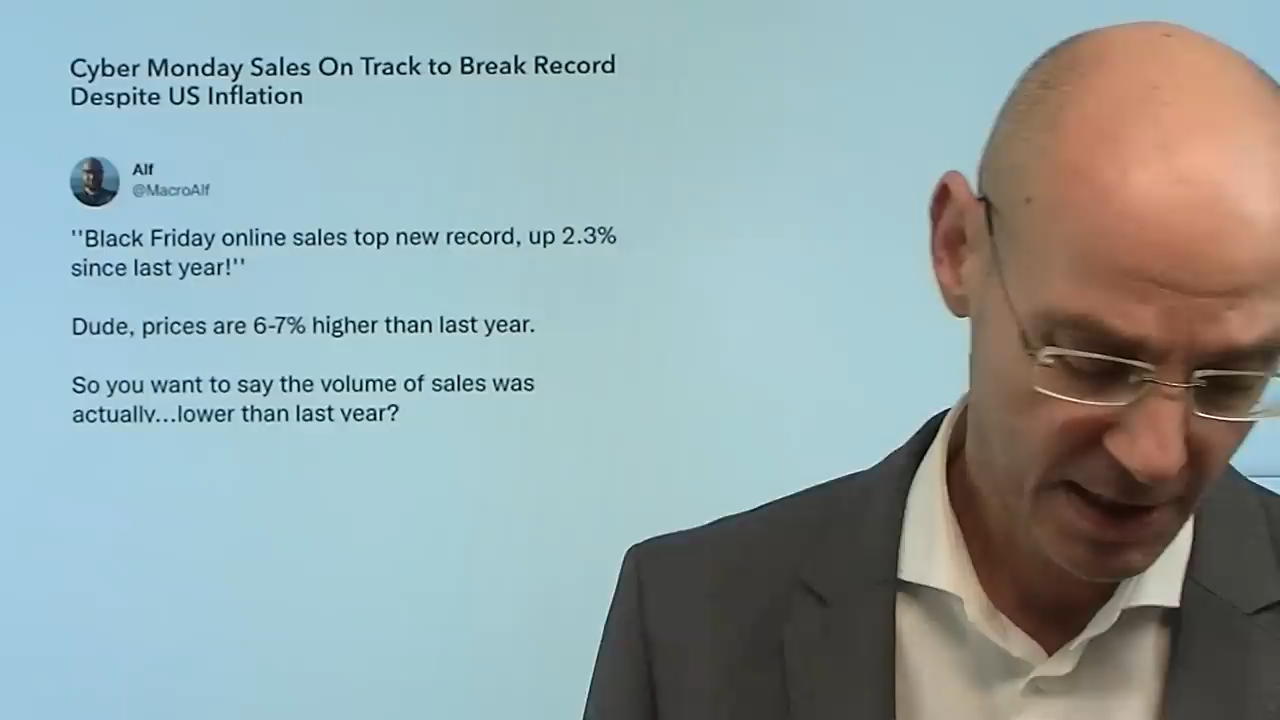 Cyber Monday Sales On Track to Break Record
Despite US Inflation
Alf
@MacroAlf
''Black Friday online sales top new record, up 2.3%
since last year!''
Dude, prices are 6-7% higher than last year.
So you want to say the volume of sales was
actually...lower than last year?